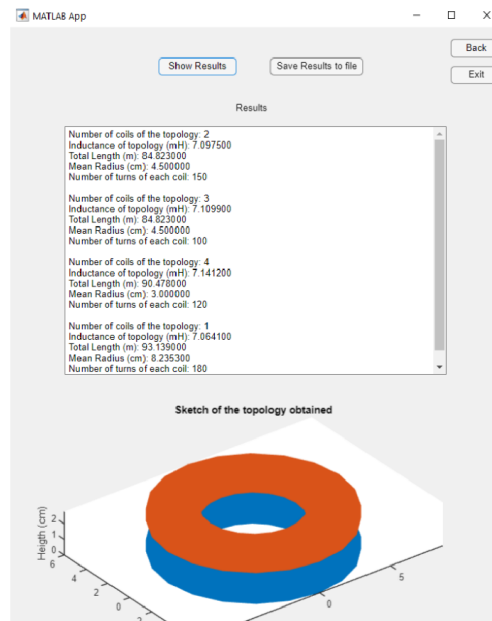 MATLAB App
Back
Show Results
Save Results to file
Exit
Results
Number of coils of the topology: 2
Inductance of topology (mH): 7.097500
Total Length (m): 84.823000
Mean Radius (cm): 4.500000
Number of turns of each coil: 150
Number of coils of the topology: 3
Inductance of topology (mH): 7.109900
Total Length (m): 84.823000
Mean Radius (cm): 4.500000
Number of turns of each coil: 100
Number of coils of the topology: 4
Inductance of topology (mH): 7.141200
Total Length (m): 90.478000
Mean Radius (cm): 3.000000
Number of turns of each coil: 120
Number of coils of the topology: 1
Inductance of topology (mH): 7.064100
Total Length (m): 93.139000
Mean Radius (cm): 8.235300
Number of turns of each coil: 180
Sketch of the topology obtained
Heigth (cm)
2
1
0
6
4
2
0
5
0